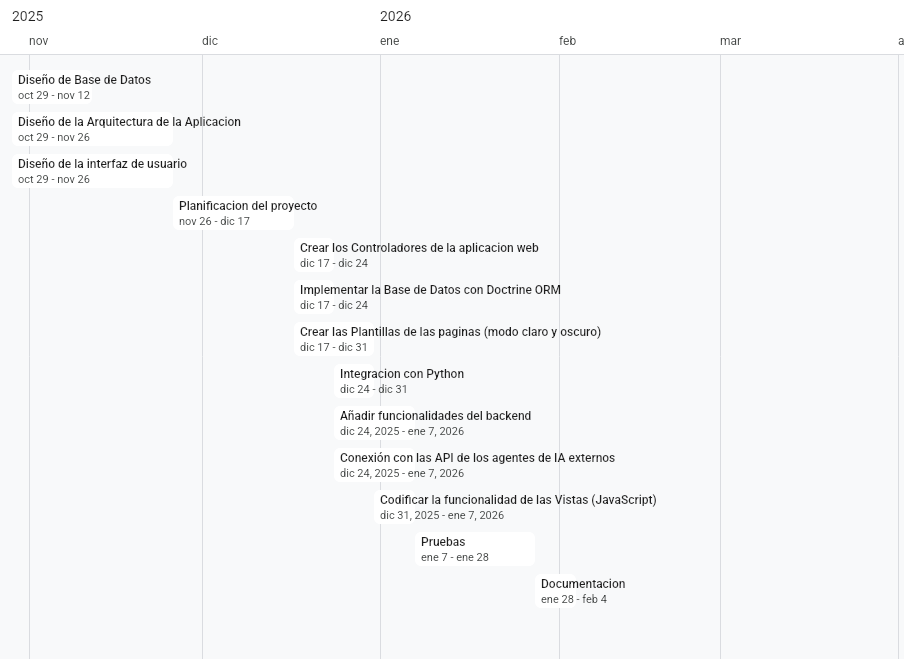 2025 2026
nov dic ene feb mar a
Diseño de Base de Datos
oct 29 - nov 12
Diseño de la Arquitectura de la Aplicacion
oct 29 - nov 26
Diseño de la interfaz de usuario
oct 29 - nov 26
Planificacion del proyecto
nov 26 - dic 17
Crear los Controladores de la aplicacion web
dic 17 - dic 24
Implementar la Base de Datos con Doctrine ORM
dic 17 - dic 24
Crear las Plantillas de las paginas (modo claro y oscuro)
dic 17 - dic 31
Integracion con Python
dic 24 - dic 31
Añadir funcionalidades del backend
dic 24, 2025 - ene 7, 2026
Conexión con las API de los agentes de IA externos
dic 24, 2025 - ene 7, 2026
Codificar la funcionalidad de las Vistas (JavaScript)
dic 31, 2025 - ene 7, 2026
Pruebas
ene 7 - ene 28
Documentacion
ene 28 - feb 4